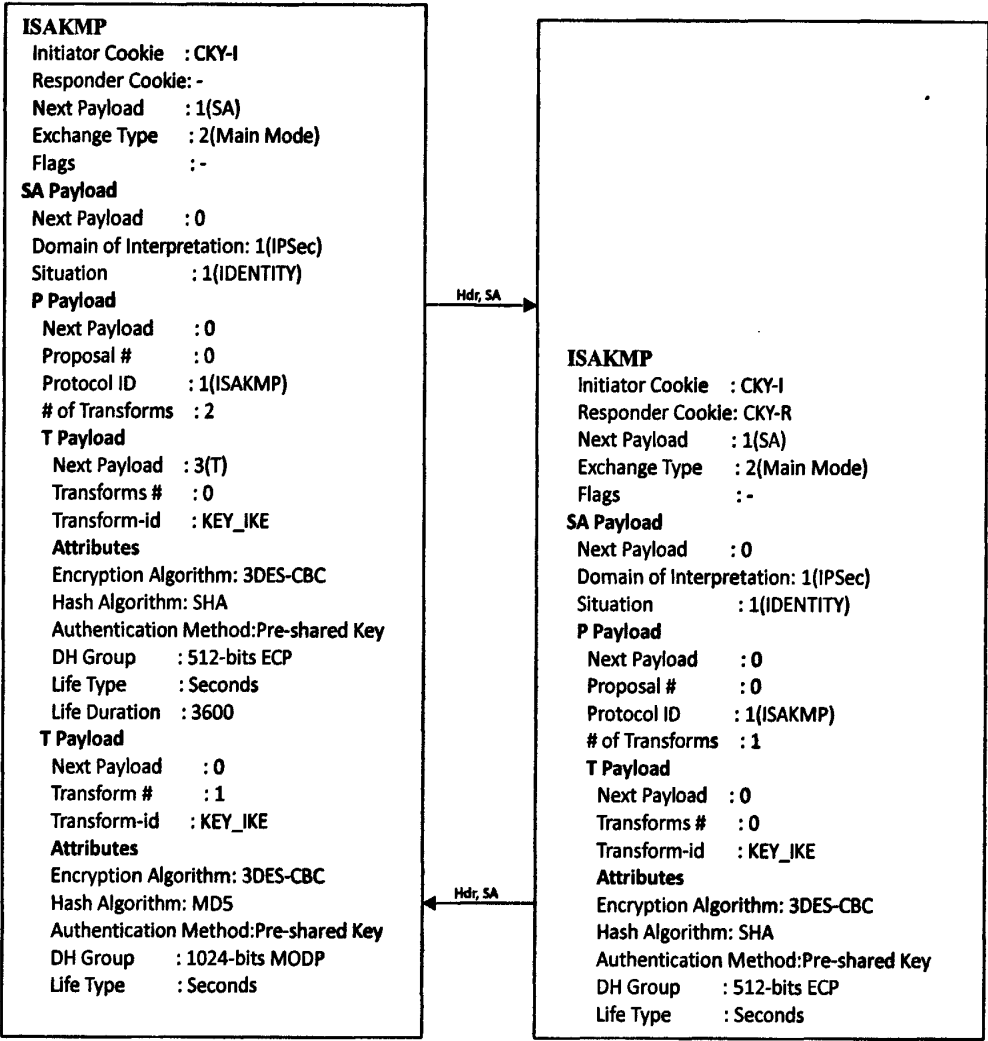 ISAKMP
Initiator Cookie : CKY-I
Responder Cookie: -
Next Payload : 1(SA)
Exchange Type : 2(Main Mode)
Flags : -
SA Payload
Next Payload : 0
Domain of Interpretation: 1(IPSec)
Situation : 1(IDENTITY)
P Payload
Next Payload : 0
Proposal # : 0
Protocol ID : 1(ISAKMP)
# of Transforms : 2
T Payload
Next Payload : 3(T)
Transforms # : 0
Transform-id : KEY_IKE
Attributes
Encryption Algorithm: 3DES-CBC
Hash Algorithm: SHA
Authentication Method:Pre-shared Key
DH Group : 512-bits ECP
Life Type : Seconds
Life Duration : 3600
T Payload
Next Payload : 0
Transform # : 1
Transform-id : KEY_IKE
Attributes
Encryption Algorithm: 3DES-CBC
Hash Algorithm: MD5
Authentication Method:Pre-shared Key
DH Group : 1024-bits MODP
Life Type : Seconds
Hdr, SA
Hdr, SA
ISAKMP
Initiator Cookie : CKY-I
Responder Cookie: CKY-R
Next Payload : 1(SA)
Exchange Type : 2(Main Mode)
Flags : -
SA Payload
Next Payload : 0
Domain of Interpretation: 1(IPSec)
Situation : 1(IDENTITY)
P Payload
Next Payload : 0
Proposal # : 0
Protocol ID : 1(ISAKMP)
# of Transforms : 1
T Payload
Next Payload : 0
Transforms # : 0
Transform-id : KEY_IKE
Attributes
Encryption Algorithm: 3DES-CBC
Hash Algorithm: SHA
Authentication Method:Pre-shared Key
DH Group : 512-bits ECP
Life Type : Seconds